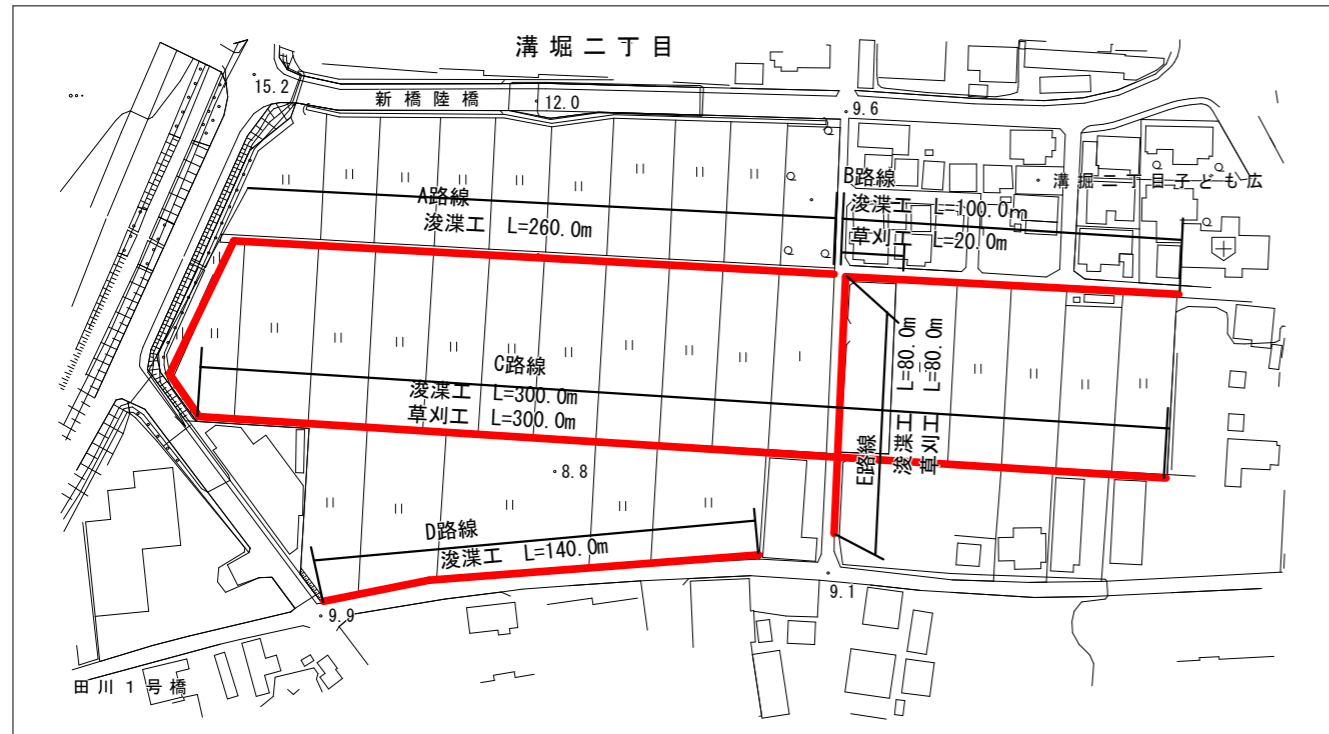 溝堀二丁目
15.2
新橋陸橋
12.0
9.6
B路線
溝堀二丁目子ども広
A路線
浚渫工 L=100.0m
浚渫工 L=260.0m
草刈工 L=20.0m
C路線
浚渫工 L=300.0m
草刈工 L=300.0m
E路線
浚渫工 L=80.0m
草刈工 L=80.0m
8.8
D路線
浚渫工 L=140.0m
9.9
9.1
田川1号橋